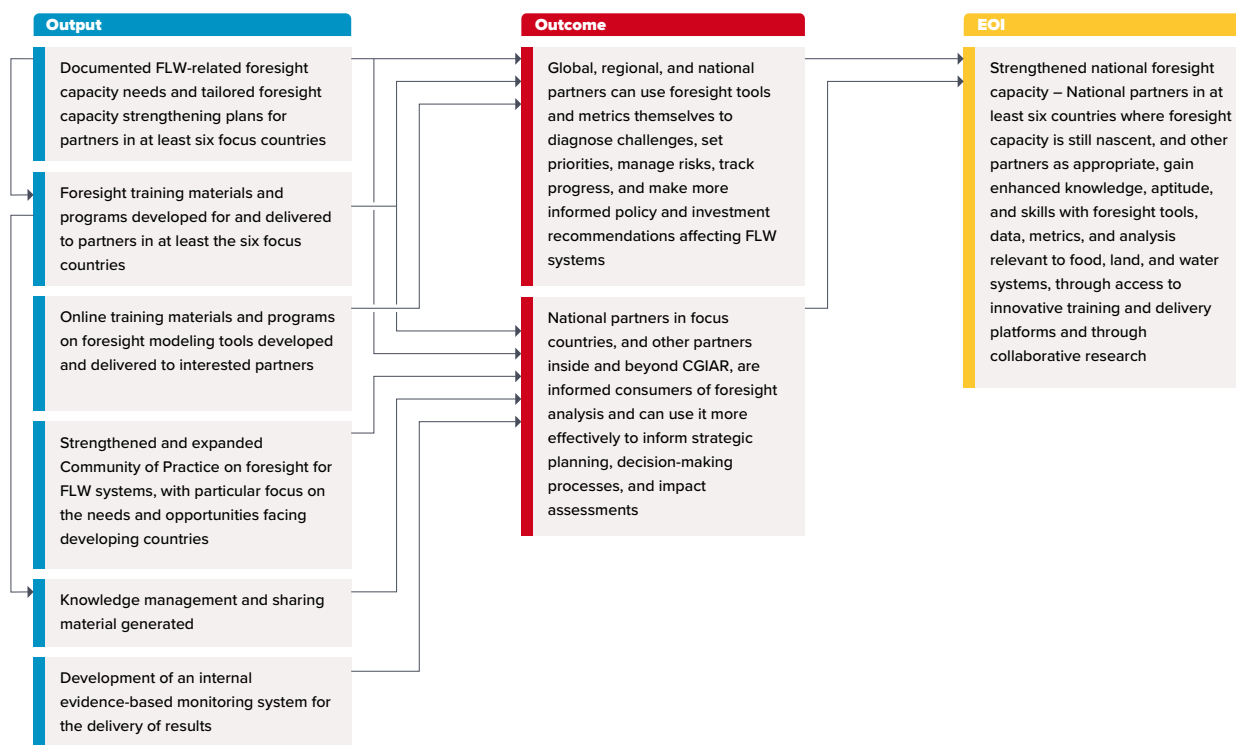 Output
Documented FLW-related foresight
capacity needs and tailored foresight
capacity strengthening plans for
partners in at least six focus countries
Foresight training materials and
programs developed for and delivered
to partners in at least the six focus
countries
Online training materials and programs
on foresight modeling tools developed
and delivered to interested partners
Strengthened and expanded
Community of Practice on foresight for
FLW systems, with particular focus on
the needs and opportunities facing
developing countries
Knowledge management and sharing
material generated
Development of an internal
evidence-based monitoring system for
the delivery of results
Outcome
Global, regional, and national
partners can use foresight tools
and metrics themselves to
diagnose challenges, set
priorities, manage risks, track
progress, and make more
informed policy and investment
recommendations affecting FLW
systems
National partners in focus
countries, and other partners
inside and beyond CGIAR, are
informed consumers of foresight
analysis and can use it more
effectively to inform strategic
planning, decision-making
processes, and impact
assessments
EOI
Strengthened national foresight
capacity – National partners in at
least six countries where foresight
capacity is still nascent, and other
partners as appropriate, gain
enhanced knowledge, aptitude,
and skills with foresight tools,
data, metrics, and analysis
relevant to food, land, and water
systems, through access to
innovative training and delivery
platforms and through
collaborative research